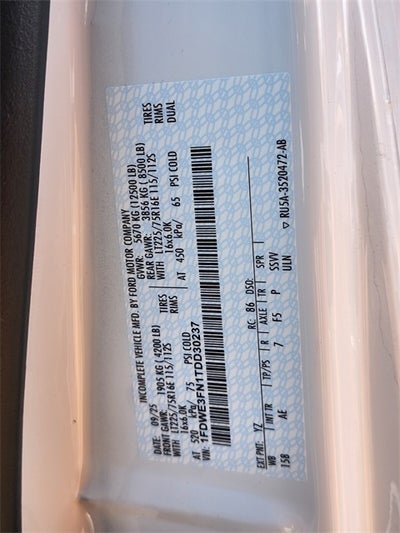 INCOMPLETE VEHICLE MFD. BY FORD MOTOR COMPANY
DATE: 09/25 GVWR: 5670 KG (12500 LB)
FRONT GAWR: 1905 KG (4200 LB) REAR GAWR: 3856 KG (8500 LB)
WITH LT225/75R16E 115/112S TIRES WITH LT225/75R16E 115/112S TIRES
16x6.0K RIMS 16x6.0K RIMS
AT 520 kPa/ 75 PSI COLD AT 450 kPa/ 65 PSI COLD DUAL
VIN: 1FDWE3FN1TDD30237
EXT PNT: YZ RC: 86 DSO:
WB INT TR TP/PS R AXLE TR SPR
158 AE 7 F5 P SSVV
ULN
▽ RU5A-3520472-AB